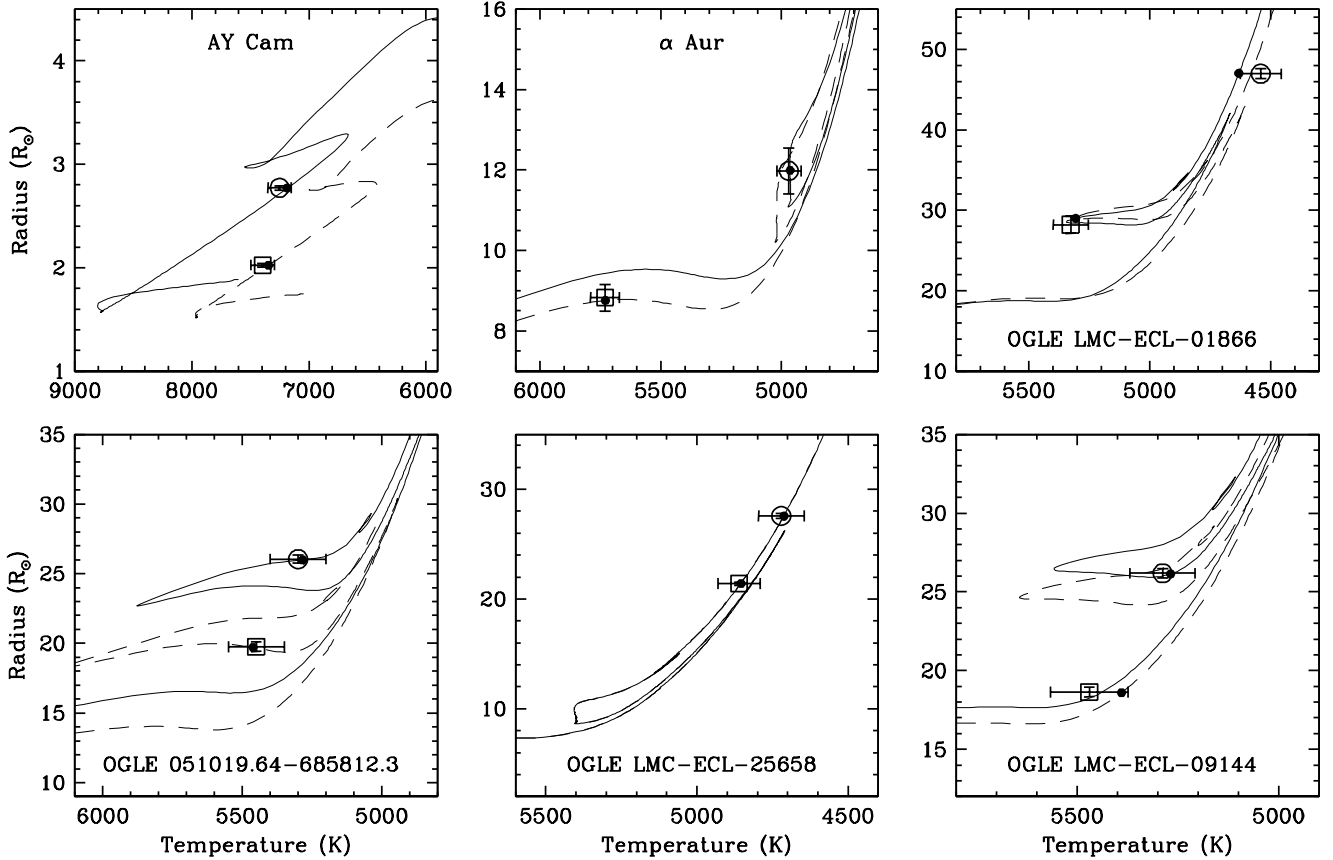 AY Cam
Radius (R☉)
4
3
2
1
9000 8000 7000 6000
α Aur
16
14
12
10
8
6000 5500 5000
OGLE LMC-ECL-01866
50
40
30
20
10
5500 5000 4500
OGLE 051019.64-685812.3
Radius (R☉)
35
30
25
20
15
10
6000 5500 5000
Temperature (K)
OGLE LMC-ECL-25658
30
20
10
5500 5000 4500
Temperature (K)
OGLE LMC-ECL-09144
35
30
25
20
15
5500 5000
Temperature (K)